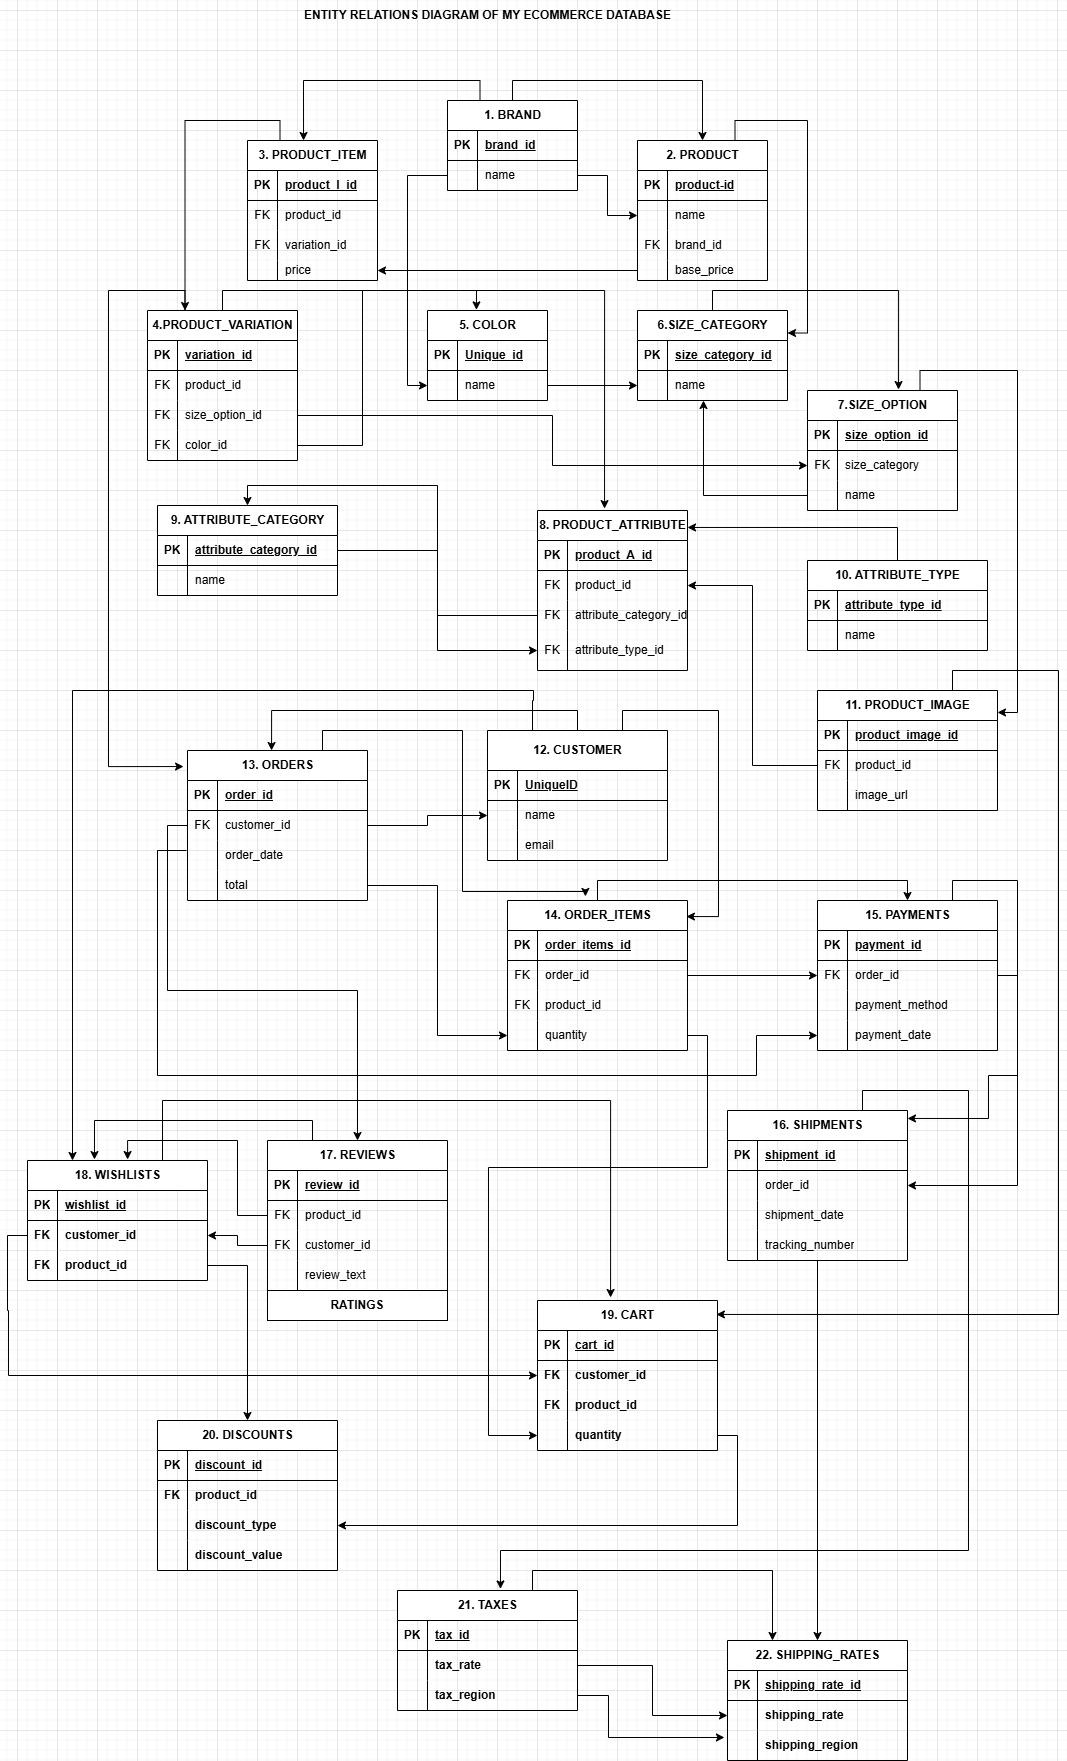 ENTITY RELATIONS DIAGRAM OF MY ECOMMERCE DATABASE
1. BRAND
PK brand_id
name
2. PRODUCT
PK product-id
name
FK brand_id
base_price
3. PRODUCT_ITEM
PK product_I_id
FK product_id
FK variation_id
price
4.PRODUCT_VARIATION
PK variation_id
FK product_id
FK size_option_id
FK color_id
5. COLOR
PK Unique_id
name
6.SIZE_CATEGORY
PK size_category_id
name
7.SIZE_OPTION
PK size_option_id
FK size_category
name
8. PRODUCT_ATTRIBUTE
PK product_A_id
FK product_id
FK attribute_category_id
FK attribute_type_id
9. ATTRIBUTE_CATEGORY
PK attribute_category_id
name
10. ATTRIBUTE_TYPE
PK attribute_type_id
name
11. PRODUCT_IMAGE
PK product_image_id
FK product_id
image_url
12. CUSTOMER
PK UniqueID
name
email
13. ORDERS
PK order_id
FK customer_id
order_date
total
14. ORDER_ITEMS
PK order_items_id
FK order_id
FK product_id
quantity
15. PAYMENTS
PK payment_id
FK order_id
payment_method
payment_date
16. SHIPMENTS
PK shipment_id
order_id
shipment_date
tracking_number
17. REVIEWS
PK review_id
FK product_id
FK customer_id
review_text
RATINGS
18. WISHLISTS
PK wishlist_id
FK customer_id
FK product_id
19. CART
PK cart_id
FK customer_id
FK product_id
quantity
20. DISCOUNTS
PK discount_id
FK product_id
discount_type
discount_value
21. TAXES
PK tax_id
tax_rate
tax_region
22. SHIPPING_RATES
PK shipping_rate_id
shipping_rate
shipping_region